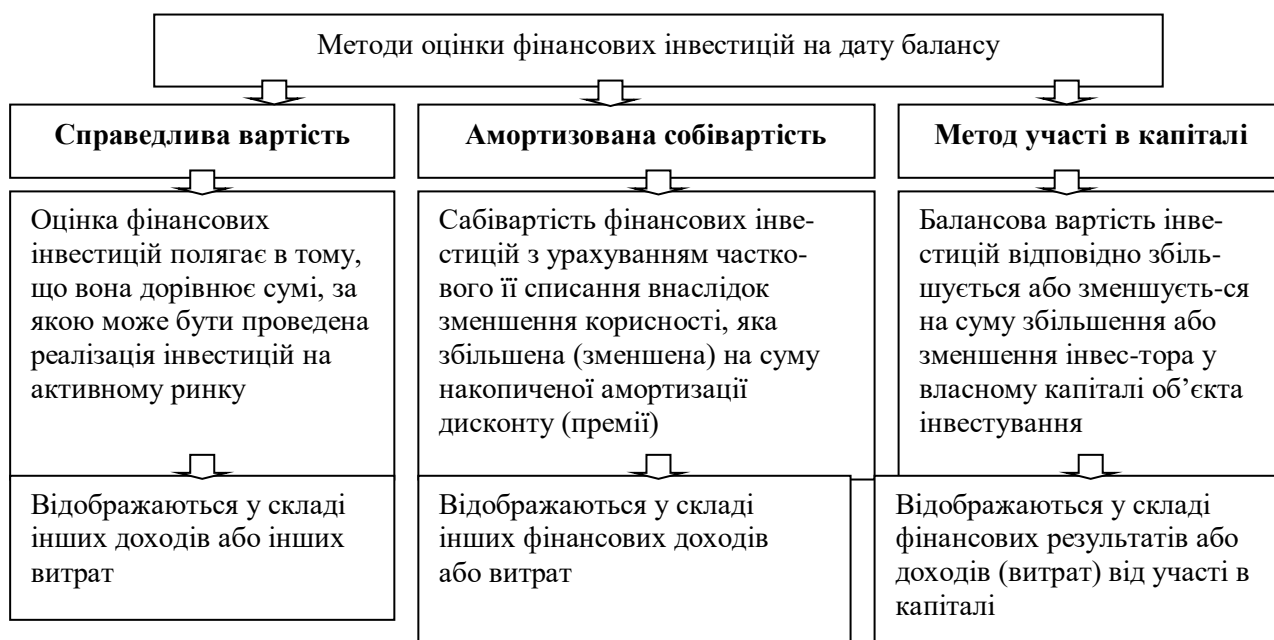 Методи оцінки фінансових інвестицій на дату балансу
Справедлива вартість
Амортизована собівартість
Метод участі в капіталі
Оцінка фінансових
інвестицій полягає в тому,
що вона дорівнює сумі, за
якою може бути проведена
реалізація інвестицій на
активному ринку
Сабівартість фінансових інве-
стицій з урахуванням частко-
вого її списання внаслідок
зменшення корисності, яка
збільшена (зменшена) на суму
накопиченої амортизації
дисконту (премії)
Балансова вартість інве-
стицій відповідно збіль-
шується або зменшуєть-ся
на суму збільшення або
зменшення інвес-тора у
власному капіталі об’єкта
інвестування
Відображаються у складі
інших доходів або інших
витрат
Відображаються у складі
інших фінансових доходів
або витрат
Відображаються у складі
фінансових результатів або
доходів (витрат) від участі в
капіталі